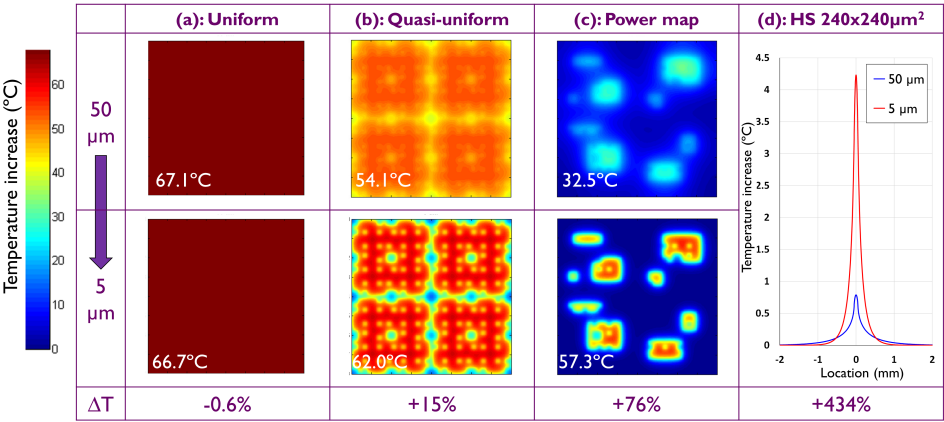 (a): Uniform
(b): Quasi-uniform
(c): Power map
(d): HS 240x240µm²
Temperature increase (°C)
60
50
40
30
20
10
0
50
µm
5
µm
67.1°C
54.1°C
32.5°C
66.7°C
62.0°C
57.3°C
Temperature increase (°C)
4.5
4
3.5
3
2.5
2
1.5
1
0.5
0
-2
-1
0
1
2
Location (mm)
50 µm
5 µm
ΔT
-0.6%
+15%
+76%
+434%